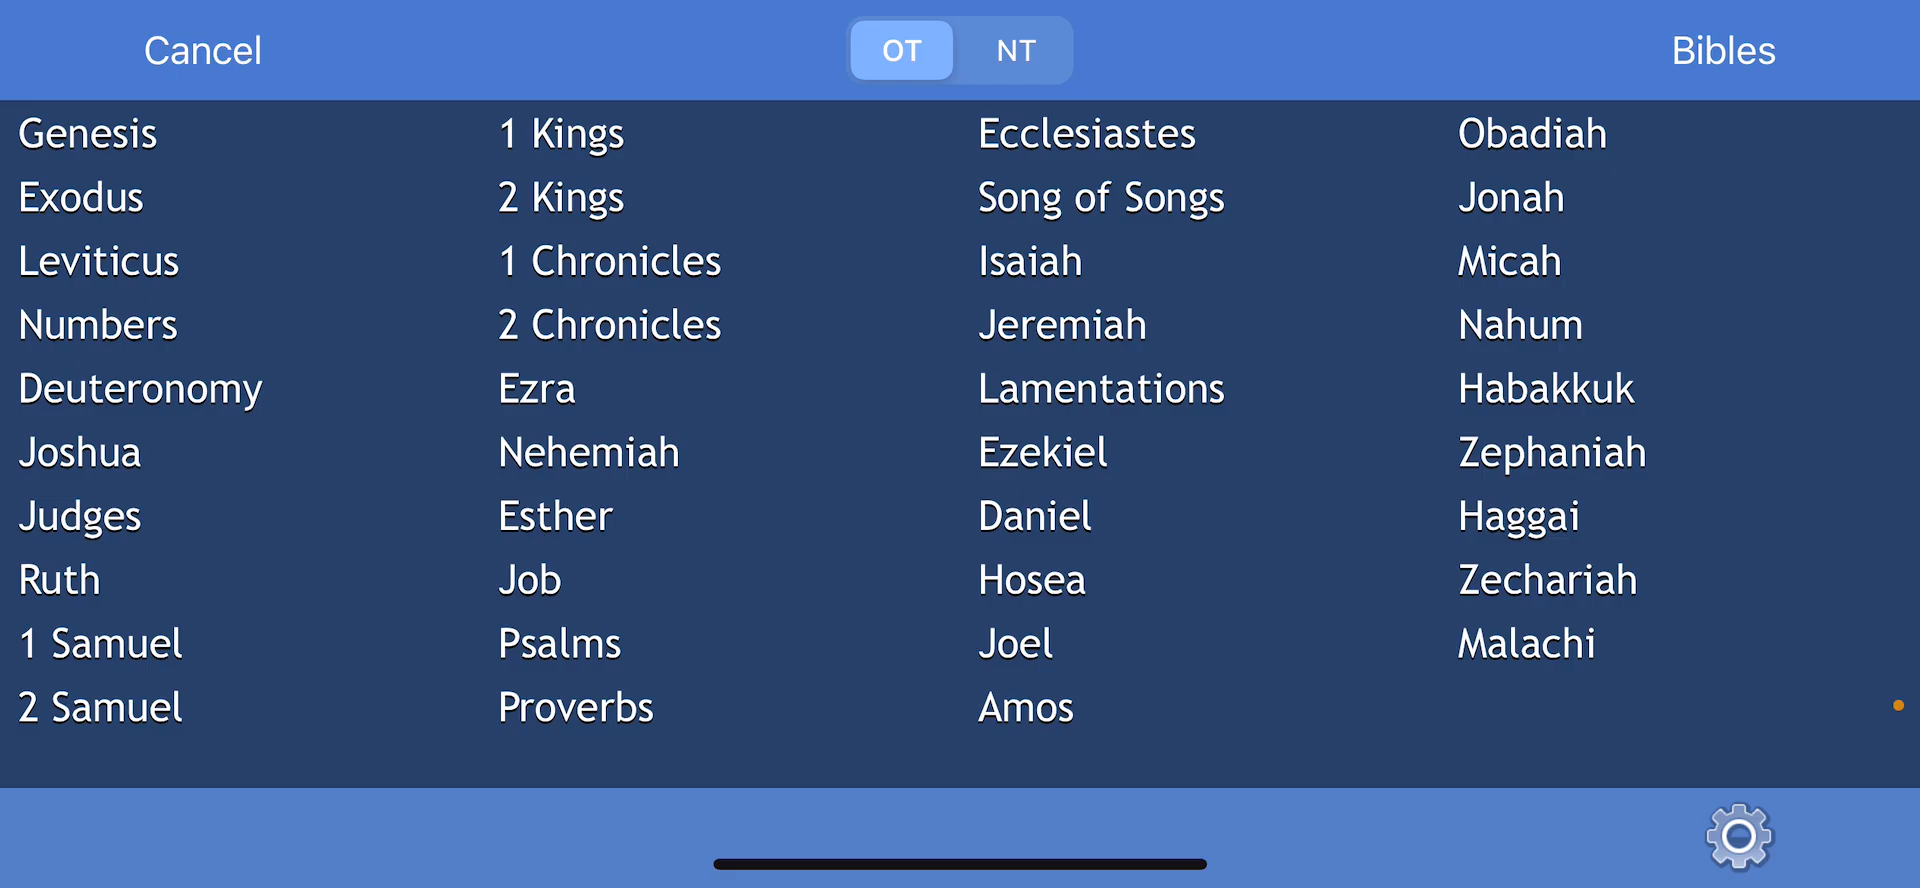 Cancel
OT
NT
Bibles
Genesis
Exodus
Leviticus
Numbers
Deuteronomy
Joshua
Judges
Ruth
1 Samuel
2 Samuel
1 Kings
2 Kings
1 Chronicles
2 Chronicles
Ezra
Nehemiah
Esther
Job
Psalms
Proverbs
Ecclesiastes
Song of Songs
Isaiah
Jeremiah
Lamentations
Ezekiel
Daniel
Hosea
Joel
Amos
Obadiah
Jonah
Micah
Nahum
Habakkuk
Zephaniah
Haggai
Zechariah
Malachi